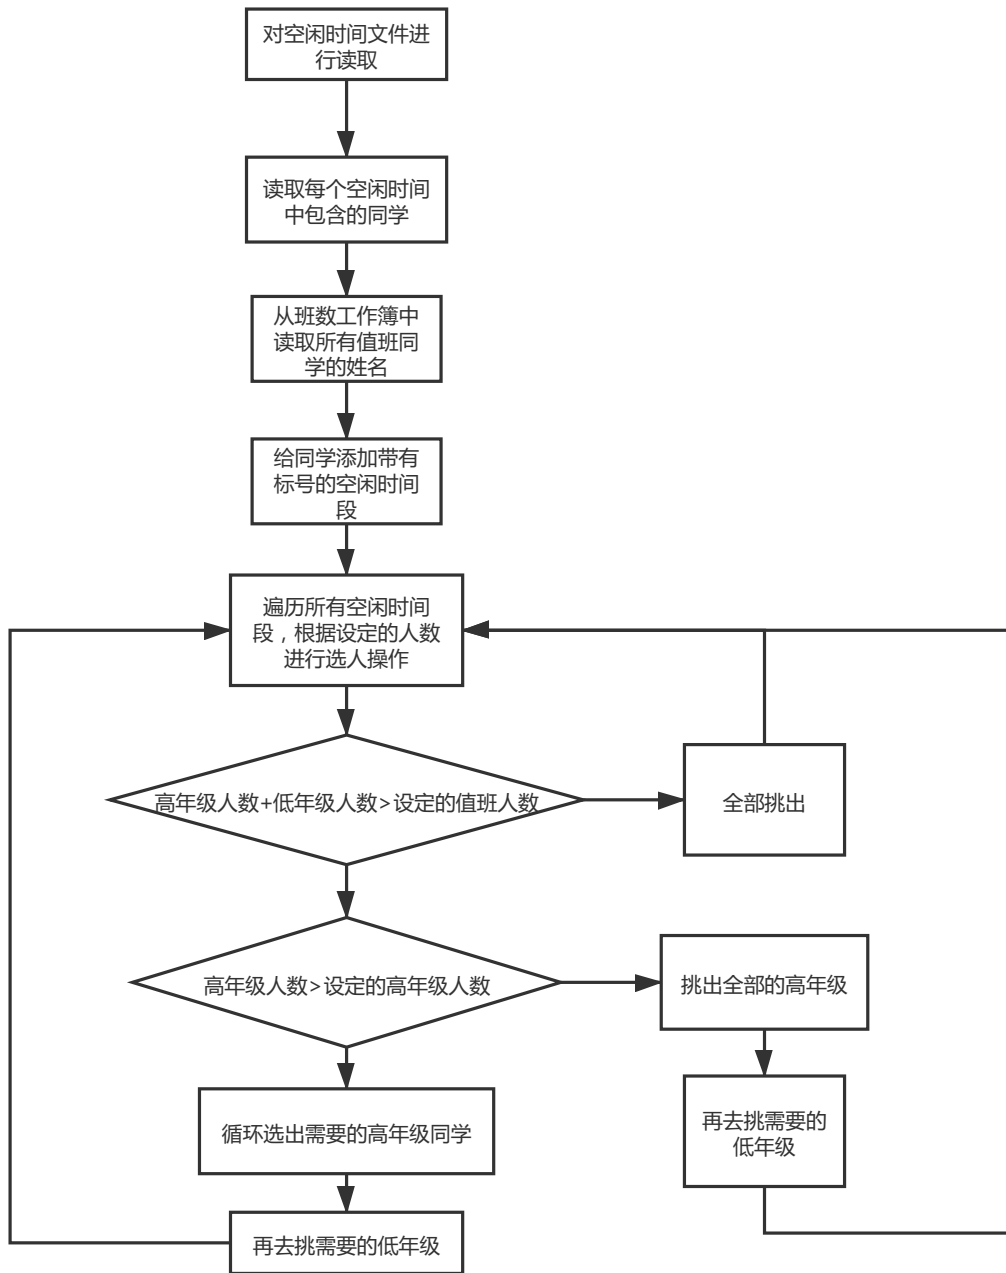 对空闲时间文件进
行读取
读取每个空闲时间
中包含的同学
从班数工作簿中
读取所有值班同
学的姓名
给同学添加带有
标号的空闲时间
段
遍历所有空闲时间
段，根据设定的人数
进行选人操作
高年级人数+低年级人数>设定的值班人数
全部挑出
高年级人数>设定的高年级人数
挑出全部的高年级
循环选出需要的高年级同学
再去挑需要的
低年级
再去挑需要的低年级